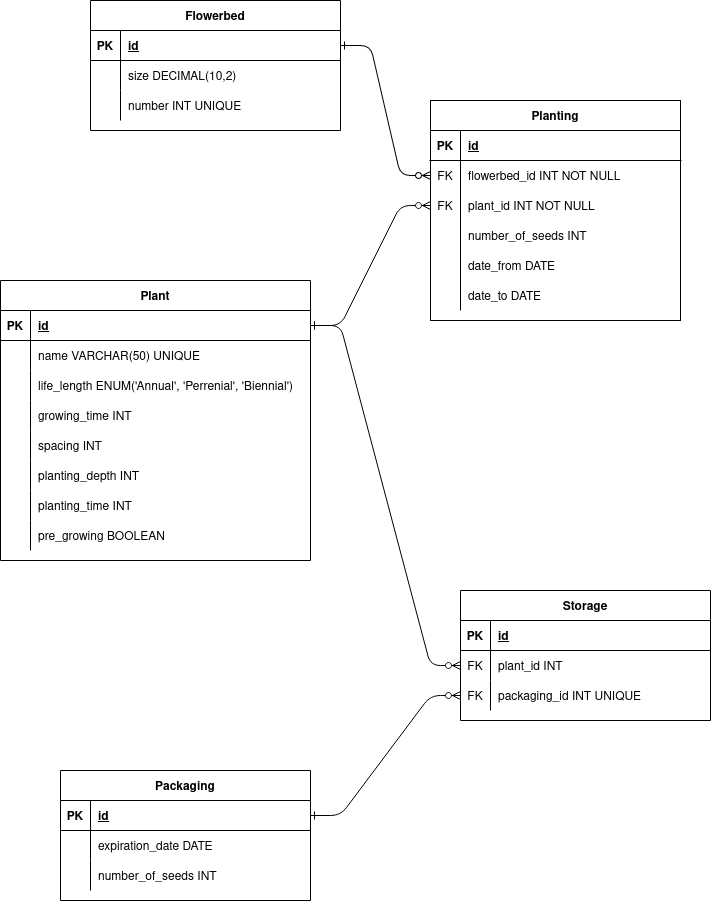 Flowerbed
PK id
size DECIMAL(10,2)
number INT UNIQUE
Planting
PK id
FK flowerbed_id INT NOT NULL
FK plant_id INT NOT NULL
number_of_seeds INT
date_from DATE
date_to DATE
Plant
PK id
name VARCHAR(50) UNIQUE
life_length ENUM('Annual', 'Perrenial', 'Biennial')
growing_time INT
spacing INT
planting_depth INT
planting_time INT
pre_growing BOOLEAN
Storage
PK id
FK plant_id INT
FK packaging_id INT UNIQUE
Packaging
PK id
expiration_date DATE
number_of_seeds INT